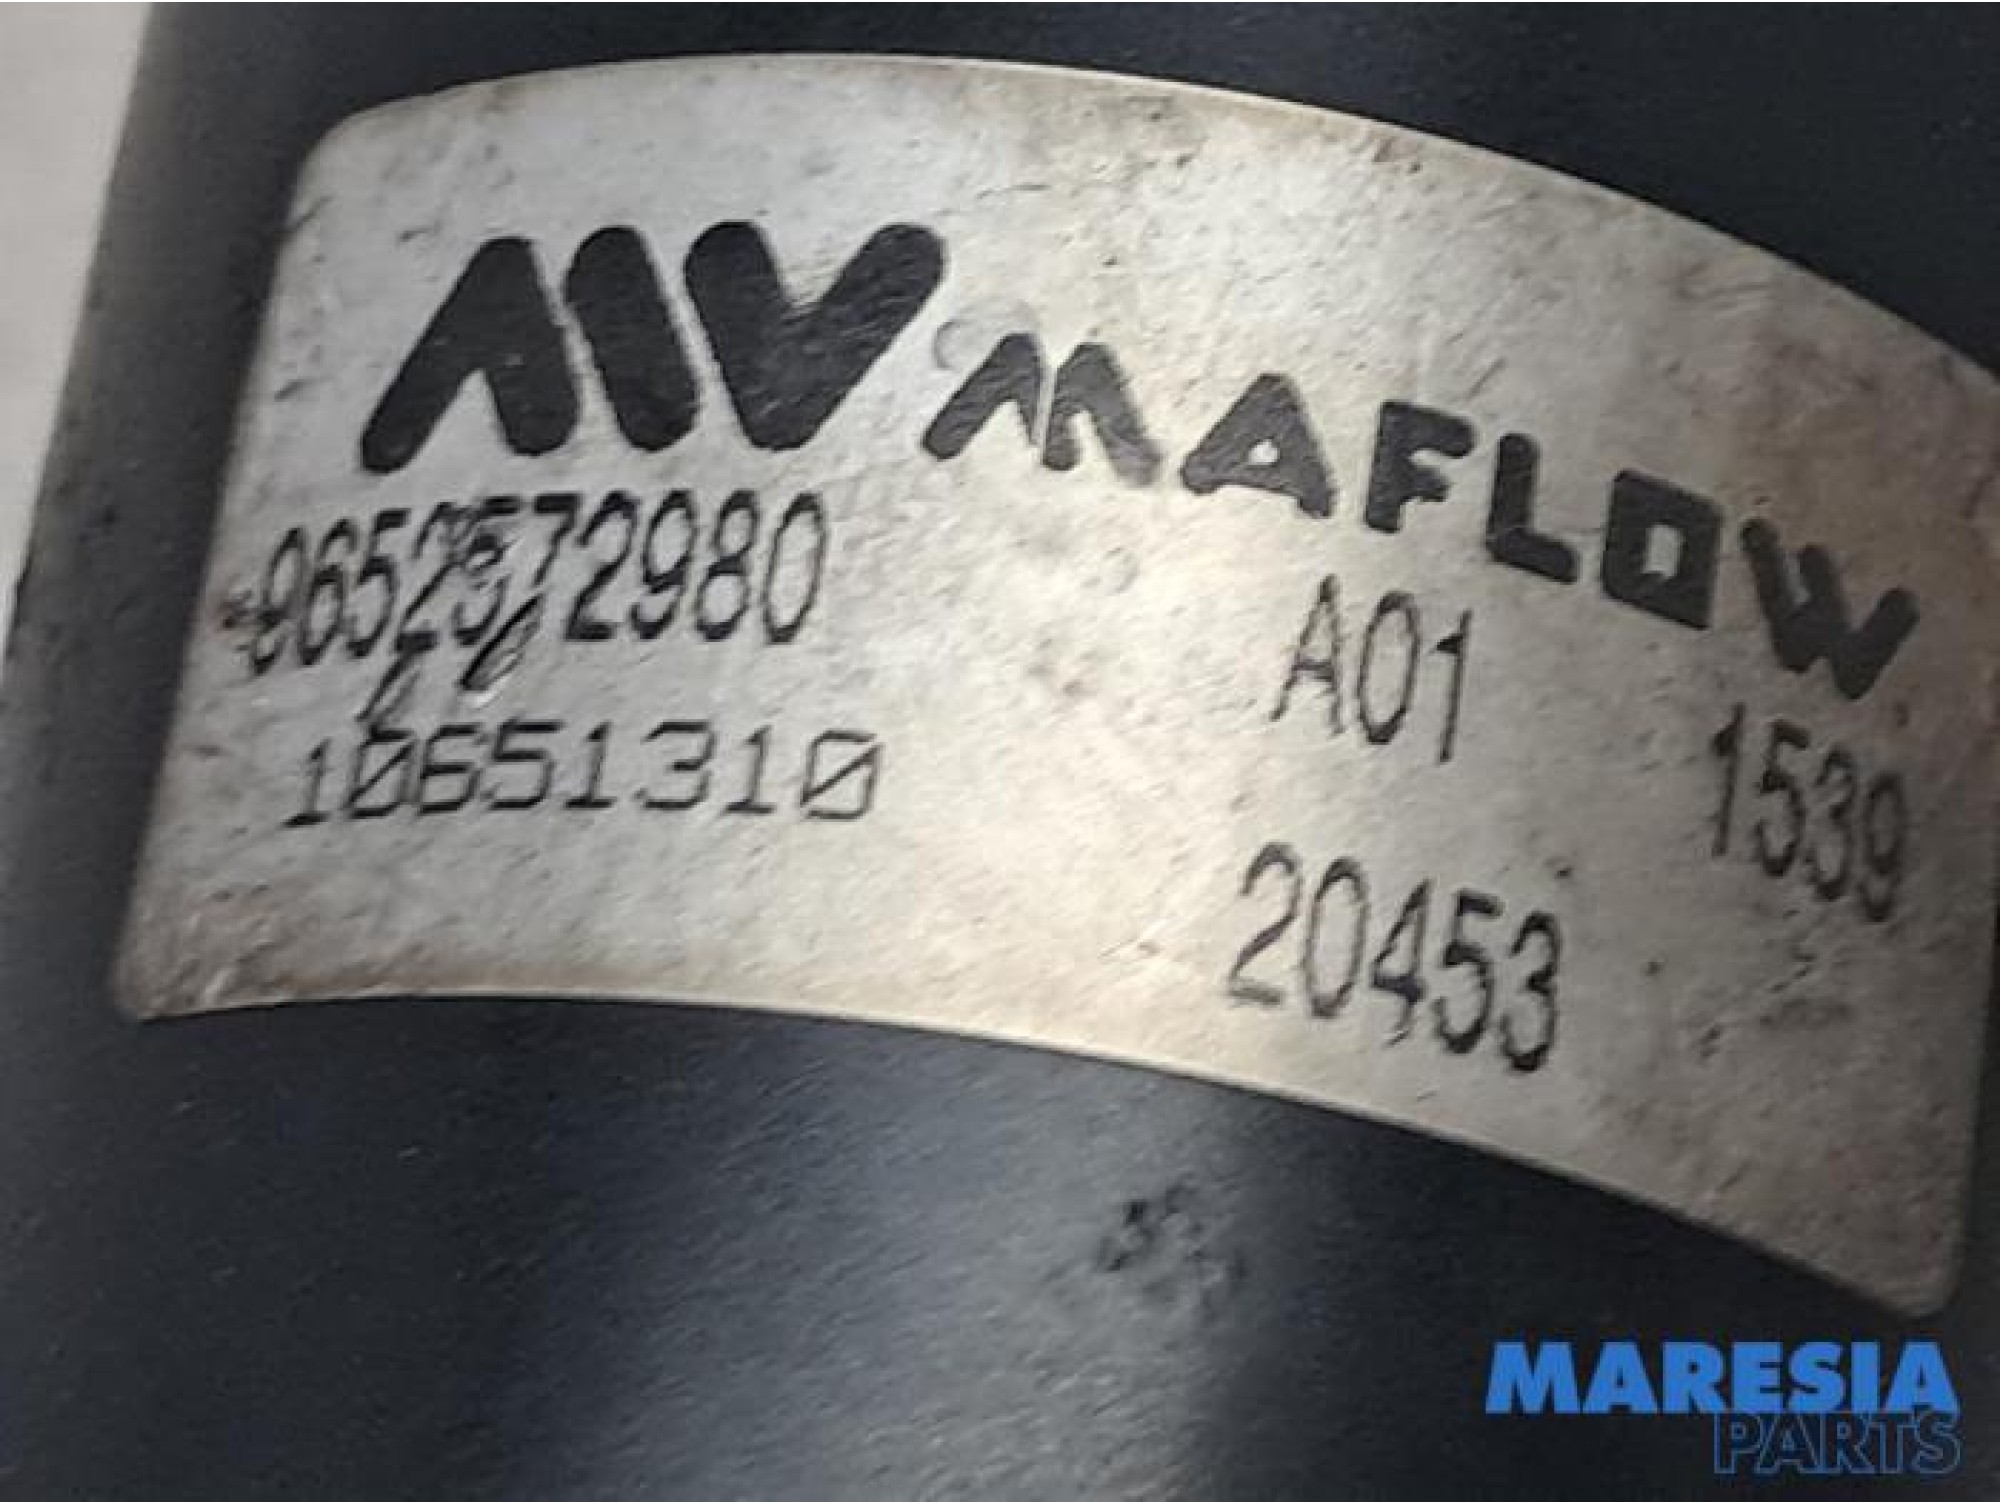 MAFLOW
9652572980 A01 1539
10651310 20453
MARESIA
PARTS